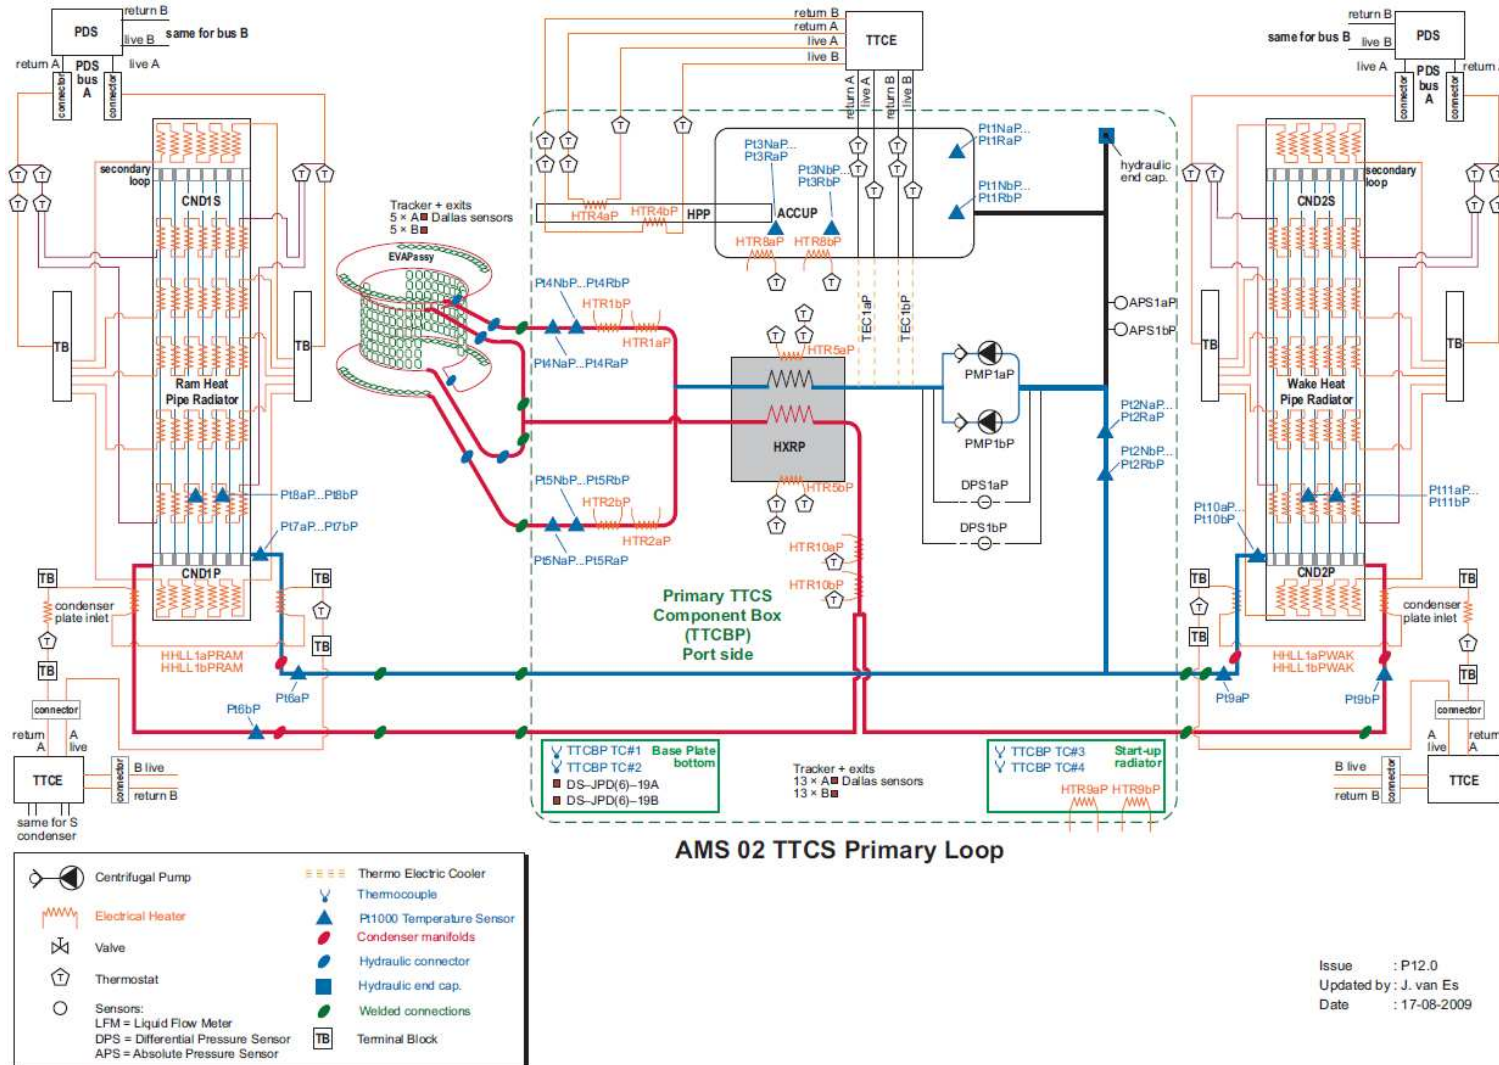 return B
PDS
live B
same for bus B
return A
PDS
bus
A
live A
connector
connector
secondary
loop
CND1S
TB
TB
Ram Heat
Pipe Radiator
Pt8aP...Pt8bP
Pt7aP...Pt7bP
CND1P
TB
TB
condenser
plate inlet
TB
TB
HHLL1aPRAM
HHLL1bPRAM
Pt6aP
Pt6bP
connector
return
A
A
live
TTCE
connector
B live
return B
same for S
condenser
return B
return A
live A
live B
TTCE
return A
live A
return B
live B
Tracker + exits
5 × A Dallas sensors
5 × B
EVAPassy
HTR4aP
HTR4bP
HPP
ACCUP
Pt3NaP...
Pt3RaP
Pt3NbP...
Pt3RbP
Pt1NaP...
Pt1RaP
Pt1NbP...
Pt1RbP
HTR8aP
HTR8bP
hydraulic
end cap.
Pt4NbP...Pt4RbP
HTR1bP
HTR1aP
Pt4NaP...Pt4RaP
TEC1aP
TEC1bP
APS1aP
APS1bP
HTR5aP
PMP1aP
PMP1bP
HXRP
HTR5bP
Pt2NaP...
Pt2RaP
Pt2NbP...
Pt2RbP
DPS1aP
DPS1bP
Pt5NbP...Pt5RbP
HTR2bP
HTR2aP
Pt5NaP...Pt5RaP
HTR10aP
HTR10bP
Primary TTCS
Component Box
(TTCBP)
Port side
TTCBP TC#1
TTCBP TC#2
Base Plate
bottom
DS–JPD(6)–19A
DS–JPD(6)–19B
Tracker + exits
13 × A Dallas sensors
13 × B
TTCBP TC#3
TTCBP TC#4
Start-up
radiator
HTR9aP
HTR9bP
return B
same for bus B
live B
PDS
live A
PDS
bus
A
return
connector
connector
secondary
loop
CND2S
TB
TB
Wake Heat
Pipe Radiator
Pt11aP...
Pt11bP
Pt10aP...
Pt10bP
CND2P
TB
TB
condenser
plate inlet
TB
TB
HHLL1aPWAK
HHLL1bPWAK
Pt9aP
Pt9bP
connector
A
live
return
A
B live
return B
connector
TTCE
AMS 02 TTCS Primary Loop
Centrifugal Pump
Electrical Heater
Valve
Thermostat
Sensors:
LFM = Liquid Flow Meter
DPS = Differential Pressure Sensor
APS = Absolute Pressure Sensor
Thermo Electric Cooler
Thermocouple
Pt1000 Temperature Sensor
Condenser manifolds
Hydraulic connector
Hydraulic end cap.
Welded connections
TB Terminal Block
Issue : P12.0
Updated by : J. van Es
Date : 17-08-2009